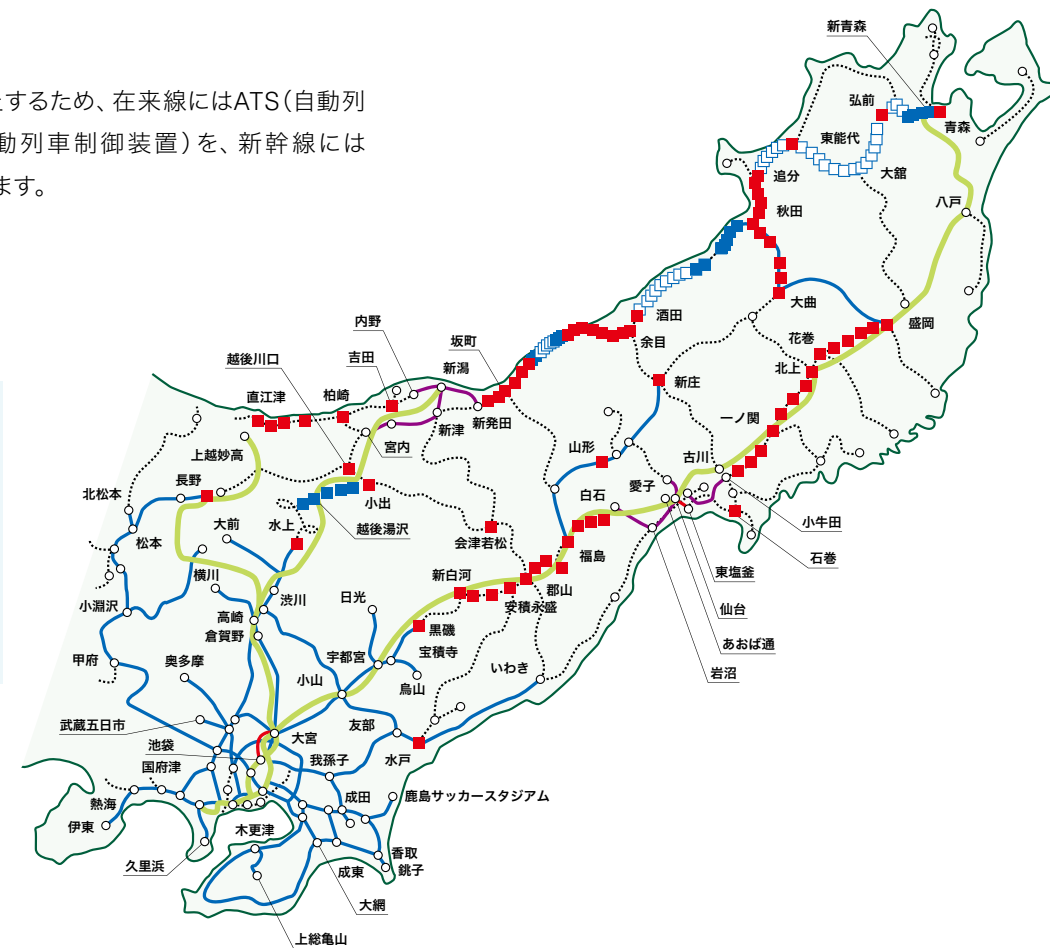 止するため、在来線にはATS（自動列
動列車制御装置）を、新幹線には
ます。
新青森
弘前
青森
東能代
大舘
追分
秋田
八戸
大曲
盛岡
酒田
余目
花巻
北上
新庄
一ノ関
内野
吉田
坂町
越後川口
新潟
直江津
柏崎
新発田
新津
宮内
上越妙高
山形
古川
愛子
白石
長野
北松本
小出
越後湯沢
大前
水上
松本
会津若松
小牛田
石巻
福島
東塩釜
新白河
郡山
安積永盛
仙台
あおば通
岩沼
横川
渋川
日光
小淵沢
高崎
倉賀野
黒磯
宝積寺
宇都宮
烏山
いわき
甲府
奥多摩
小山
友部
武蔵五日市
大宮
水戸
池袋
国府津
我孫子
熱海
成田
鹿島サッカースタジアム
伊東
木更津
久里浜
成東
香取
銚子
大網
上総亀山